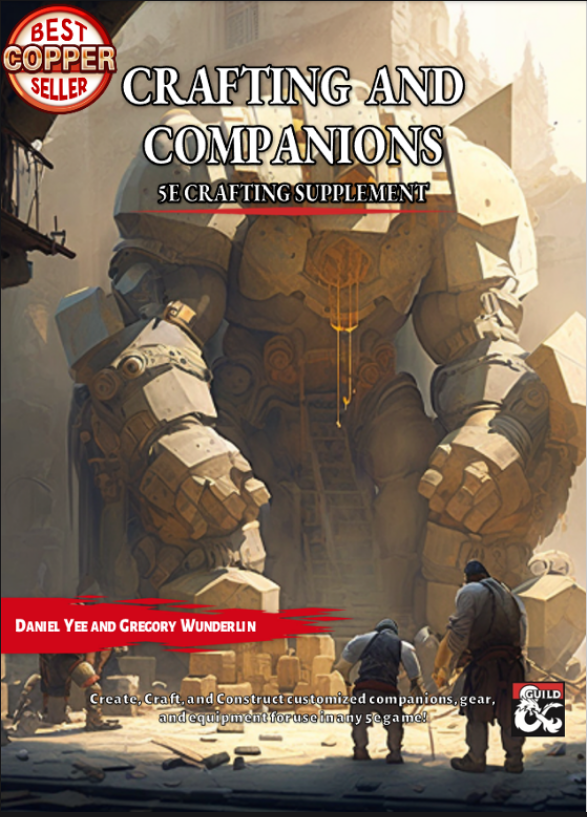 BEST
COPPER
SELLER
CRAFTING AND
COMPANIONS
5E CRAFTING SUPPLEMENT
DANIEL YEE AND GREGORY WUNDERLIN
Create, Craft, and Construct customized companions, gear,
and equipment for use in any 5e game!
GUILD